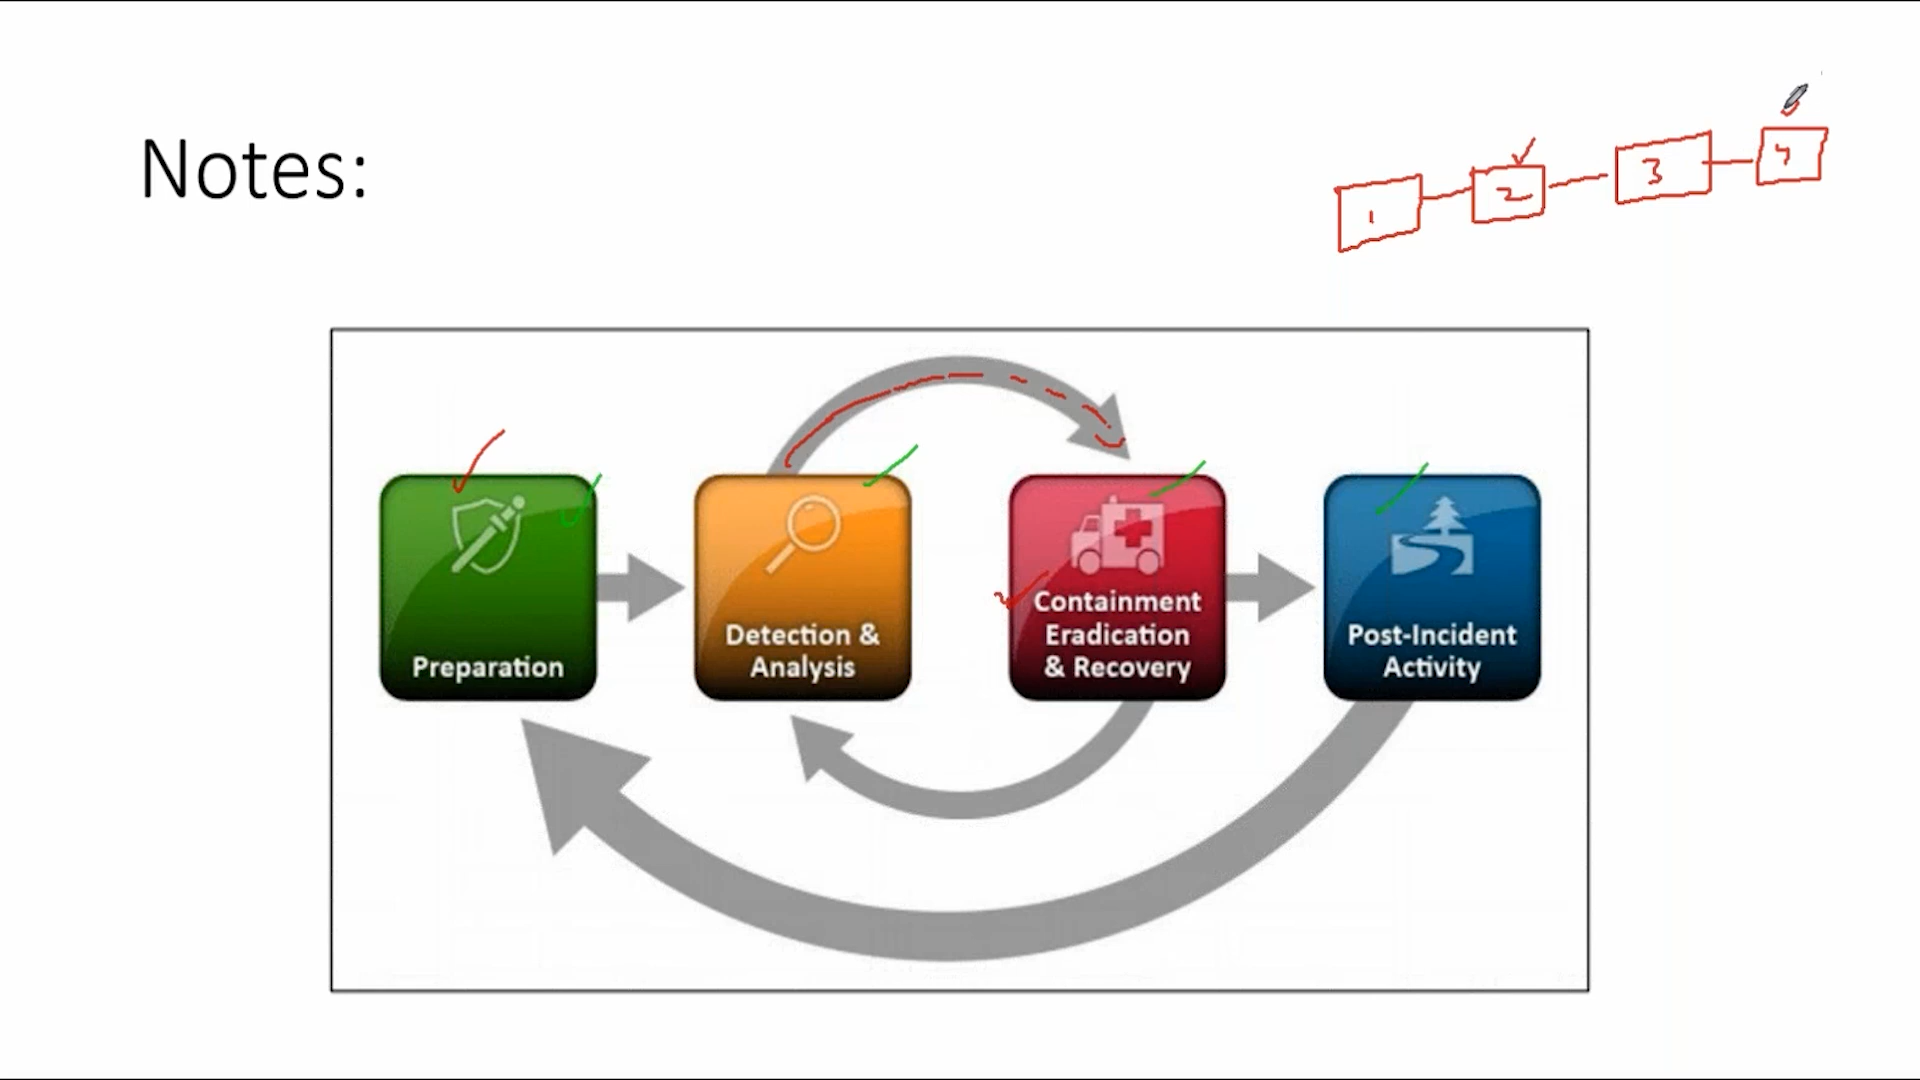 Notes:
1
2
3
4
Preparation
Detection &
Analysis
Containment
Eradication
& Recovery
Post-Incident
Activity